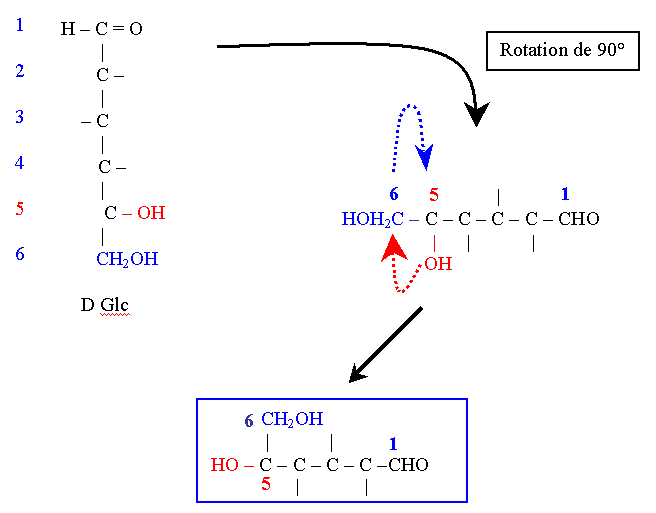 1 H – C = O
2 C –
3 – C
4 C –
5 C – OH
6 CH₂OH
D Glc
Rotation de 90°
6 5 1
HOH₂C – C – C – C – C – CHO
OH
6 CH₂OH
1
HO – C – C – C – C – CHO
5